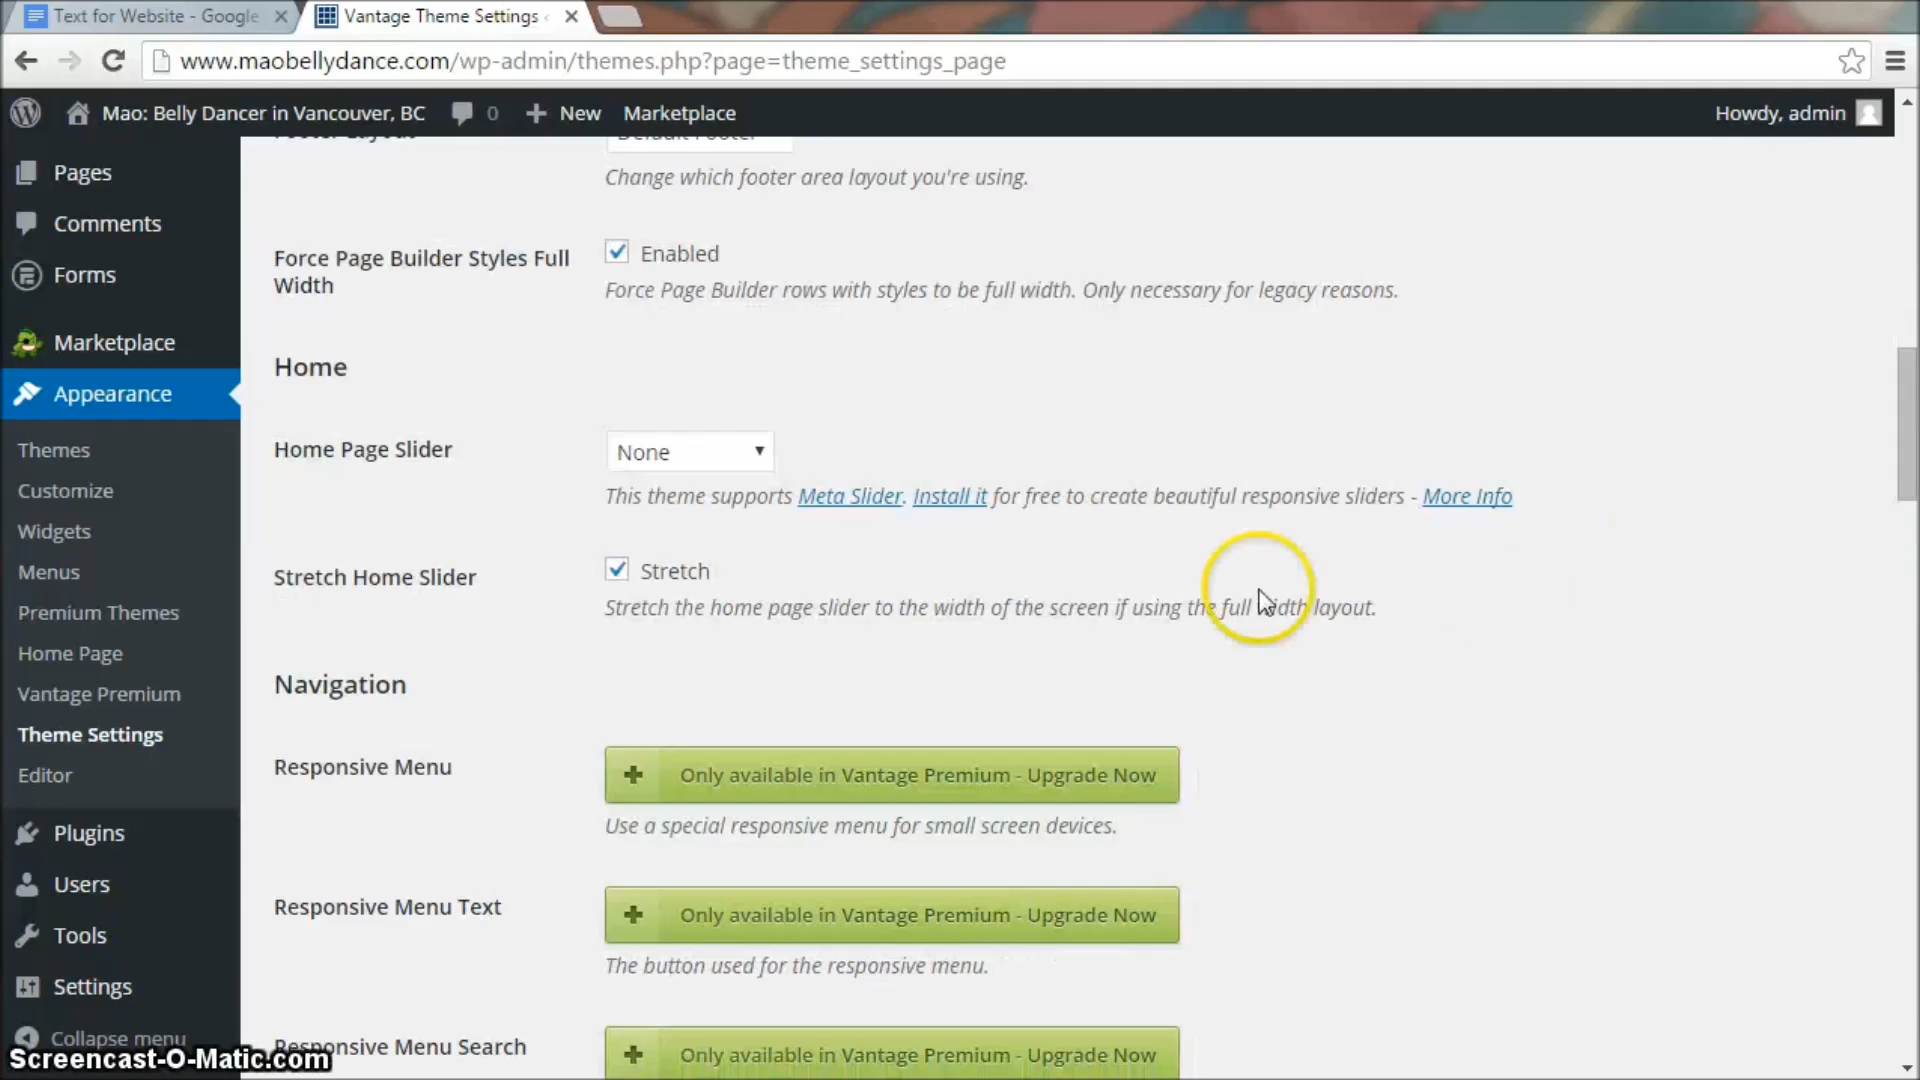 Text for Website - Google
Vantage Theme Settings
www.maobellydance.com/wp-admin/themes.php?page=theme_settings_page
Mao: Belly Dancer in Vancouver, BC
0
New
Marketplace
Howdy, admin
Pages
Comments
Forms
Marketplace
Appearance
Themes
Customize
Widgets
Menus
Premium Themes
Home Page
Vantage Premium
Theme Settings
Editor
Plugins
Users
Tools
Settings
Collapse menu
Footer Layout
Default Footer
Change which footer area layout you're using.
Force Page Builder Styles Full
Width
Enabled
Force Page Builder rows with styles to be full width. Only necessary for legacy reasons.
Home
Home Page Slider
None
This theme supports Meta Slider. Install it for free to create beautiful responsive sliders - More Info
Stretch Home Slider
Stretch
Stretch the home page slider to the width of the screen if using the full width layout.
Navigation
Responsive Menu
Only available in Vantage Premium - Upgrade Now
Use a special responsive menu for small screen devices.
Responsive Menu Text
Only available in Vantage Premium - Upgrade Now
The button used for the responsive menu.
Responsive Menu Search
Only available in Vantage Premium - Upgrade Now
Screencast-O-Matic.com